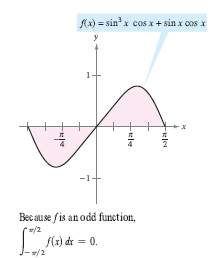 f(x) = sin³ x cos x + sin x cos x
y
1
x
−π/4
π/4
π/2
−1
Because f is an odd function,
∫_{−π/2}^{π/2} f(x) dx = 0.